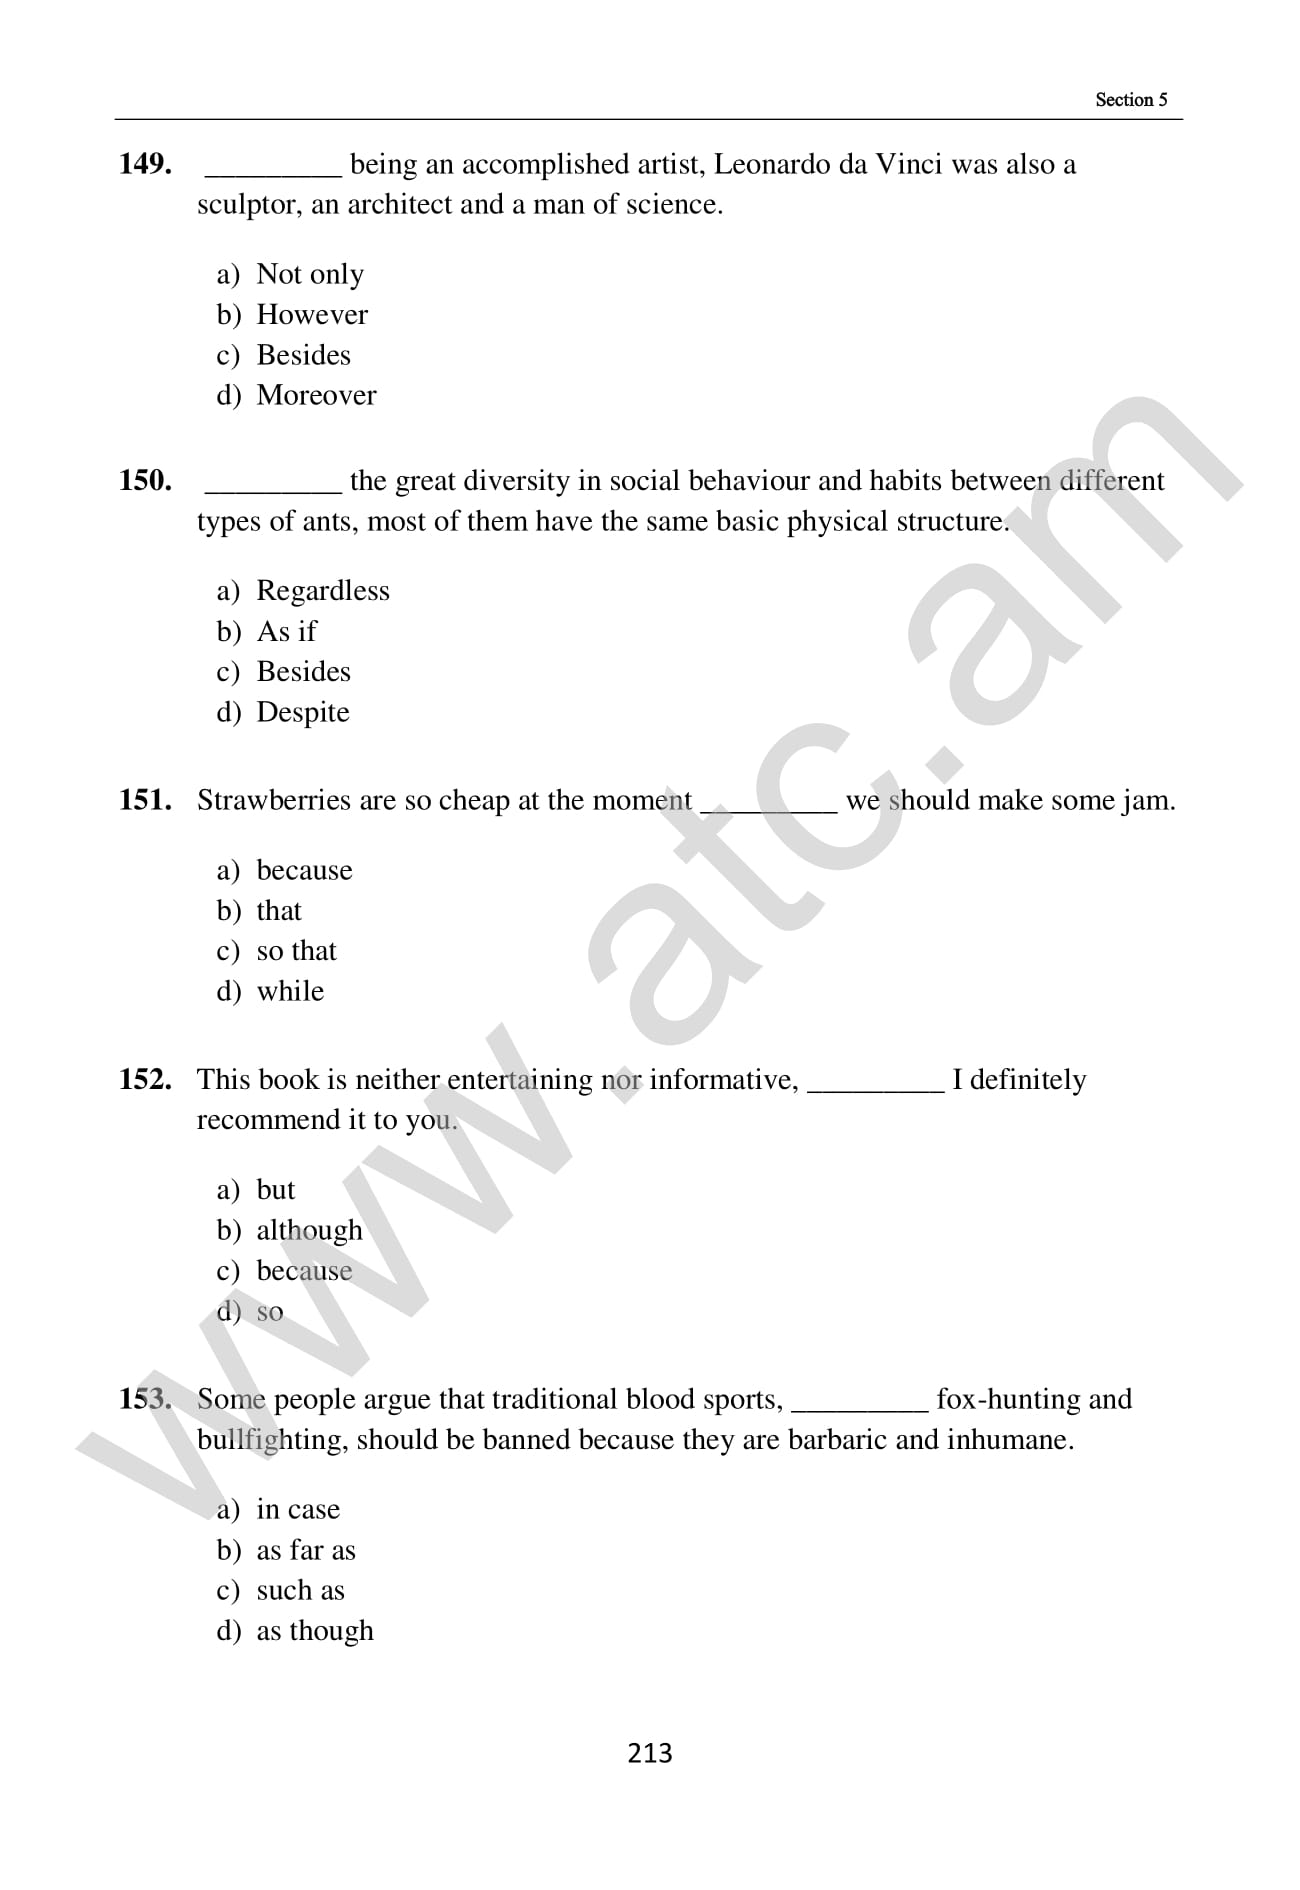 Section 5
149. _________ being an accomplished artist, Leonardo da Vinci was also a
sculptor, an architect and a man of science.
a) Not only
b) However
c) Besides
d) Moreover
150. _________ the great diversity in social behaviour and habits between different
types of ants, most of them have the same basic physical structure.
a) Regardless
b) As if
c) Besides
d) Despite
151. Strawberries are so cheap at the moment _________ we should make some jam.
a) because
b) that
c) so that
d) while
152. This book is neither entertaining nor informative, _________ I definitely
recommend it to you.
a) but
b) although
c) because
d) so
153. Some people argue that traditional blood sports, _________ fox-hunting and
bullfighting, should be banned because they are barbaric and inhumane.
a) in case
b) as far as
c) such as
d) as though
213
www.atc.am